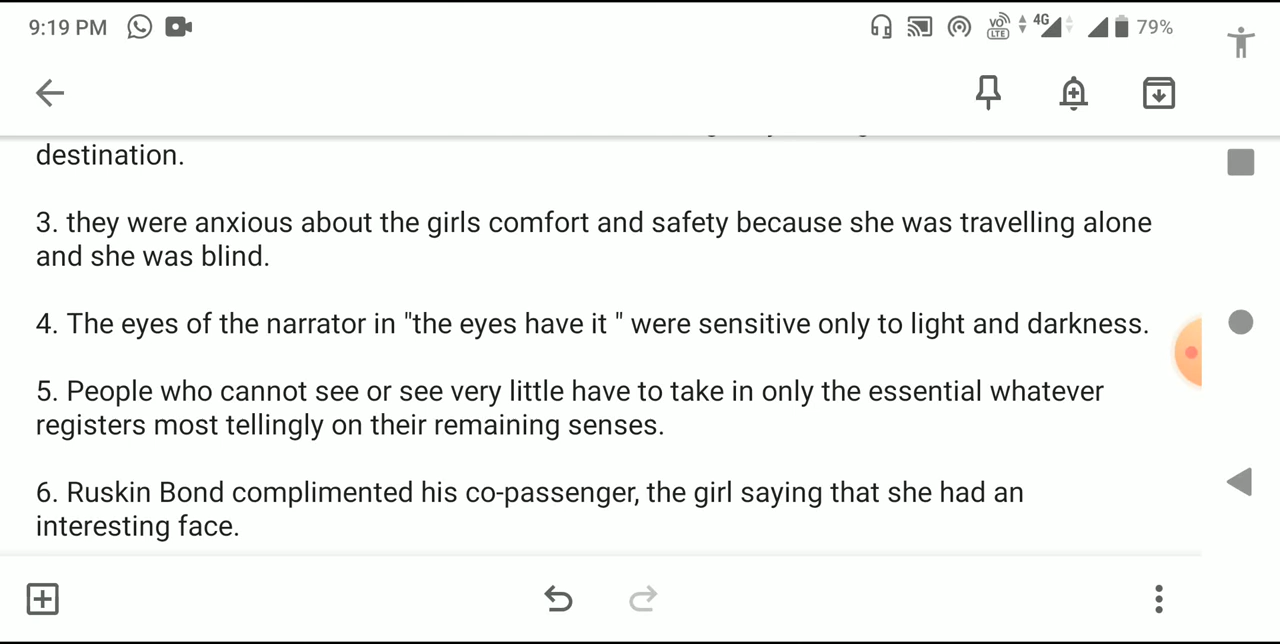 9:19 PM
VO
LTE
4G
79%
destination.
3. they were anxious about the girls comfort and safety because she was travelling alone
and she was blind.
4. The eyes of the narrator in "the eyes have it " were sensitive only to light and darkness.
5. People who cannot see or see very little have to take in only the essential whatever
registers most tellingly on their remaining senses.
6. Ruskin Bond complimented his co-passenger, the girl saying that she had an
interesting face.